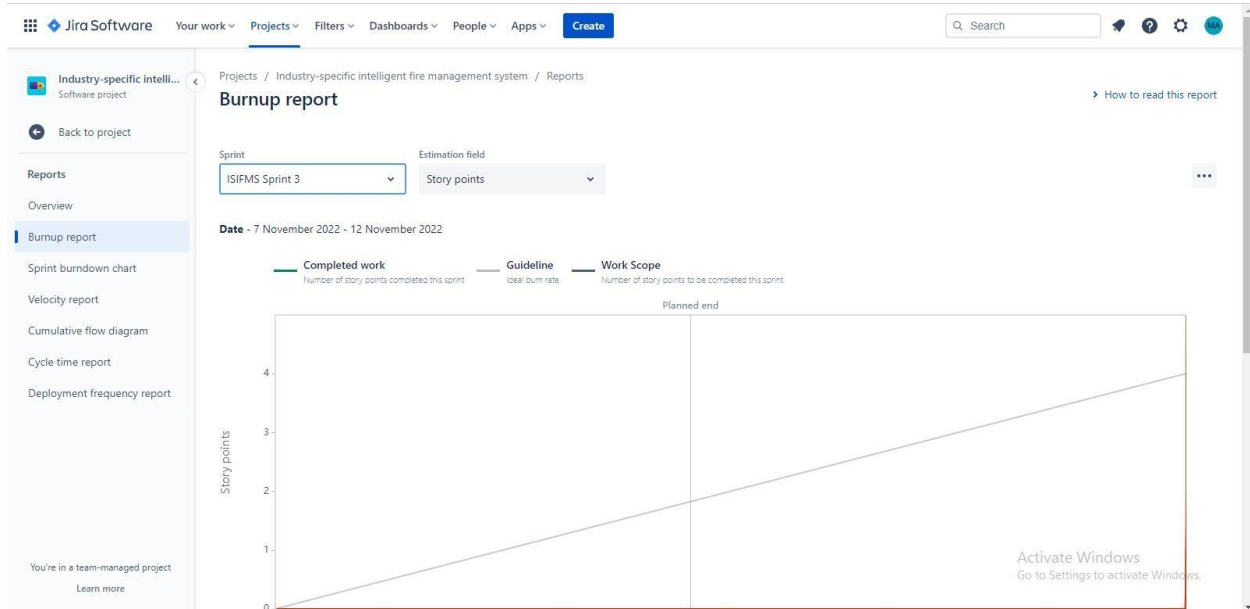 Jira Software Your work Projects Filters Dashboards People Apps Create Search MA
Industry-specific intelli...
Software project
Back to project
Reports
Overview
Burnup report
Sprint burndown chart
Velocity report
Cumulative flow diagram
Cycle time report
Deployment frequency report
You're in a team-managed project
Learn more
Projects / Industry-specific intelligent fire management system / Reports
Burnup report
How to read this report
Sprint Estimation field
ISIFMS Sprint 3 Story points
Date - 7 November 2022 - 12 November 2022
Completed work Guideline Work Scope
Number of story points completed this sprint Ideal burn rate Number of story points to be completed this sprint
Planned end
4
3
Story points
2
1
0
Activate Windows
Go to Settings to activate Windows.